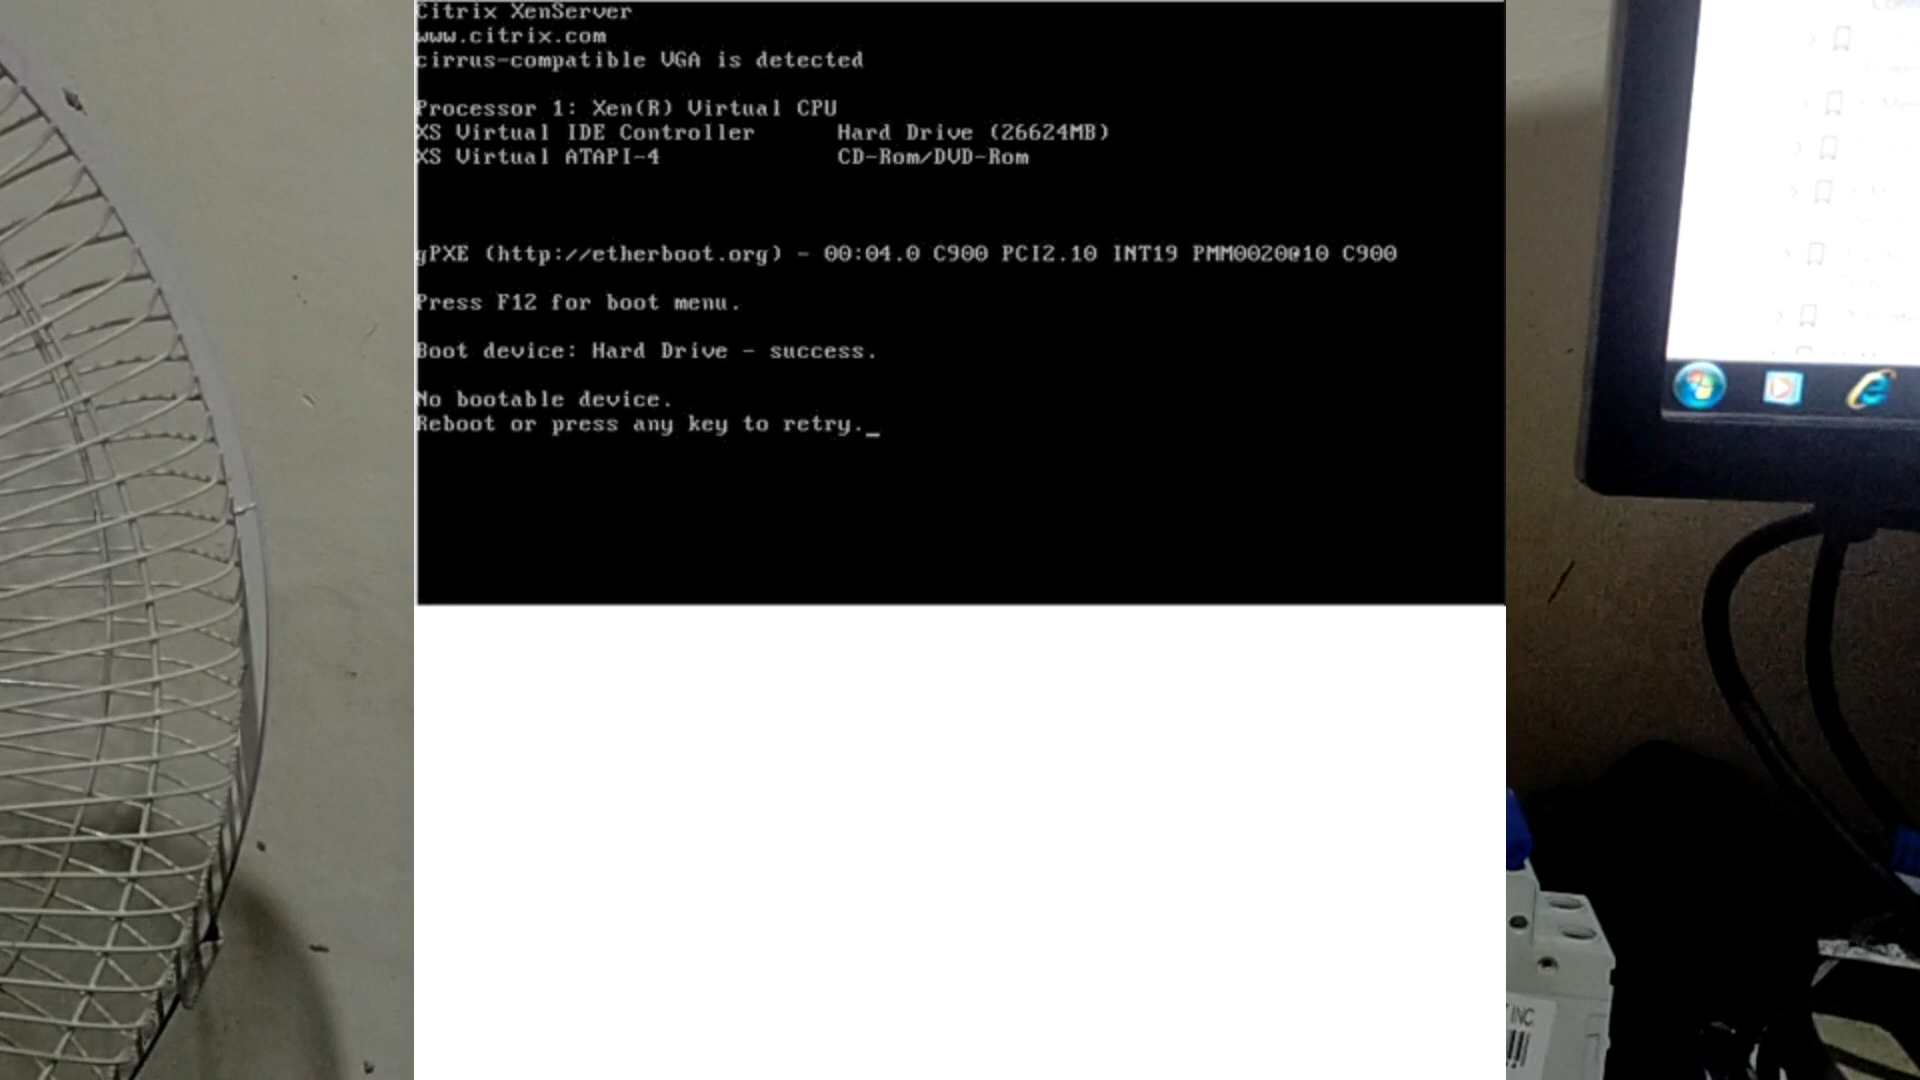 Citrix XenServer
www.citrix.com
cirrus-compatible VGA is detected
Processor 1: Xen(R) Virtual CPU
XS Virtual IDE Controller Hard Drive (26624MB)
XS Virtual ATAPI-4 CD-Rom/DVD-Rom
gPXE (http://etherboot.org) - 00:04.0 C900 PCI2.10 INT19 PMM0020@10 C900
Press F12 for boot menu.
Boot device: Hard Drive - success.
No bootable device.
Reboot or press any key to retry._
INC